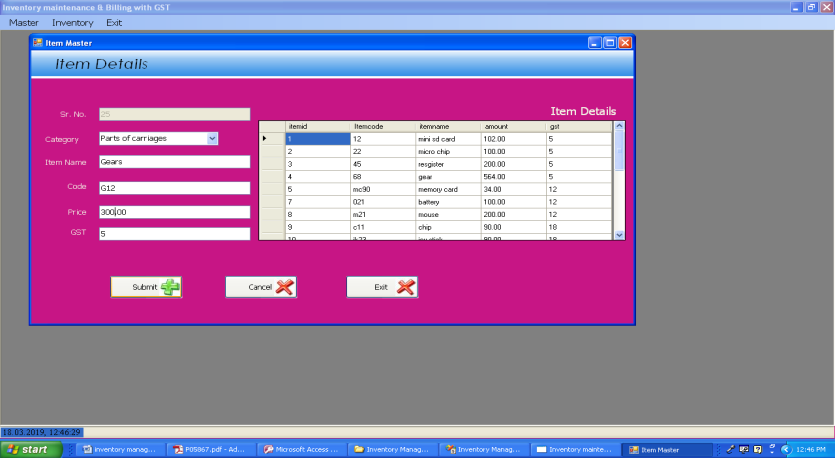 Inventory maintenance & Billing with GST
Master Inventory Exit
Item Master
Item Details
Sr. No. 25
Category Parts of carriages
Item Name Gears
Code G12
Price 300.00
GST 5
Item Details
itemid Itemcode itemname amount gst
1 12 mini sd card 102.00 5
2 22 micro chip 100.00 5
3 45 resgister 200.00 5
4 68 gear 564.00 5
5 mc90 memory card 34.00 12
7 021 battery 100.00 12
8 m21 mouse 200.00 12
9 c11 chip 90.00 18
10 90.00 18
Submit Cancel Exit
18.03.2019, 12:46:29
start inventory manag... P05867.pdf - Ad... Microsoft Access ... Inventory Manag... Inventory Manag... Inventory mainte... Item Master 12:46 PM